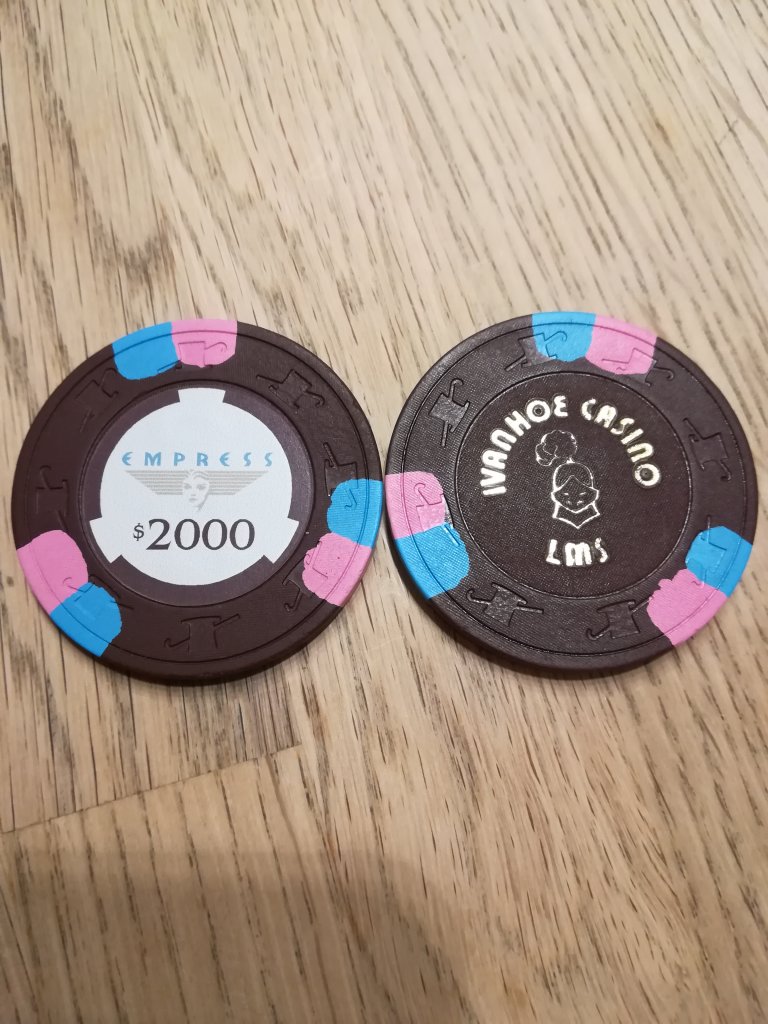 EMPRESS
$2000
IVANHOE CASINO
LMS